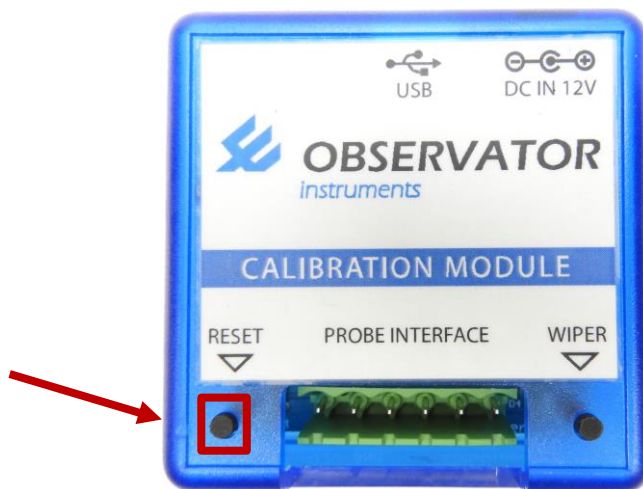 USB
DC IN 12V
OBSERVATOR
instruments
CALIBRATION MODULE
RESET
PROBE INTERFACE
WIPER